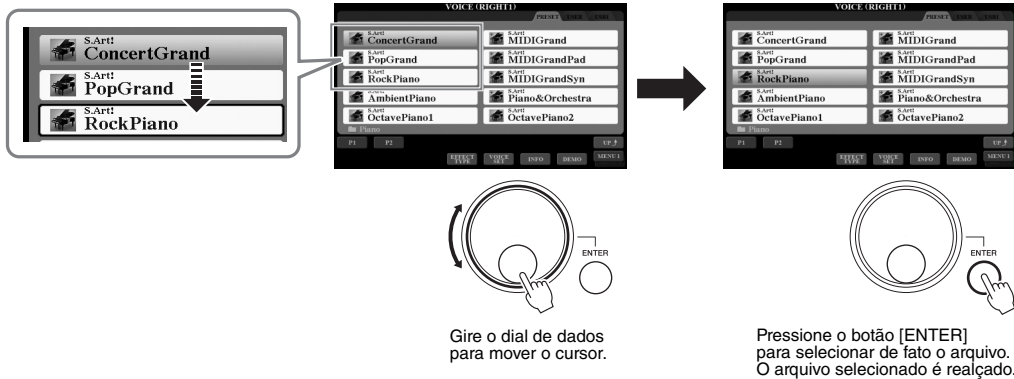 S.Art!
ConcertGrand
S.Art!
PopGrand
S.Art!
RockPiano
VOICE (RIGHT1)
PRESET USER USB
S.Art!
ConcertGrand
S.Art!
MIDIGrand
S.Art!
PopGrand
S.Art!
MIDIGrandPad
S.Art!
RockPiano
S.Art!
MIDIGrandSyn
S.Art!
AmbientPiano
S.Art!
Piano&Orchestra
S.Art!
OctavePiano1
S.Art!
OctavePiano2
Piano
P1 P2 UP
EFFECT TYPE VOICE SET INFO DEMO MENU1
ENTER
Gire o dial de dados
para mover o cursor.
VOICE (RIGHT1)
PRESET USER USB
S.Art!
ConcertGrand
S.Art!
MIDIGrand
S.Art!
PopGrand
S.Art!
MIDIGrandPad
S.Art!
RockPiano
S.Art!
MIDIGrandSyn
S.Art!
AmbientPiano
S.Art!
Piano&Orchestra
S.Art!
OctavePiano1
S.Art!
OctavePiano2
Piano
P1 P2 UP
EFFECT TYPE VOICE SET INFO DEMO MENU1
ENTER
Pressione o botão [ENTER]
para selecionar de fato o arquivo.
O arquivo selecionado é realçado.